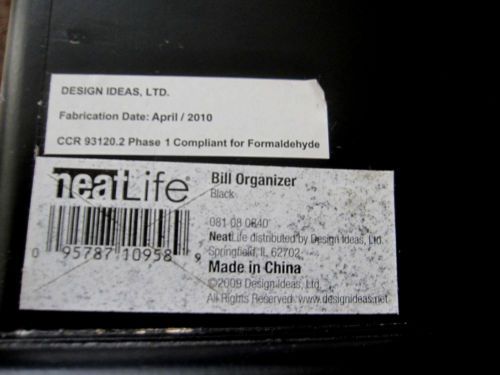 DESIGN IDEAS, LTD.
Fabrication Date: April / 2010
CCR 93120.2 Phase 1 Compliant for Formaldehyde
neatLife®
Bill Organizer
Black
081 08 0840
NeatLife distributed by Design Ideas, Ltd.
Springfield, IL 62702
Made in China
©2009 Design Ideas, Ltd.
All Rights Reserved. www.designideas.net
0 95787 10958 9